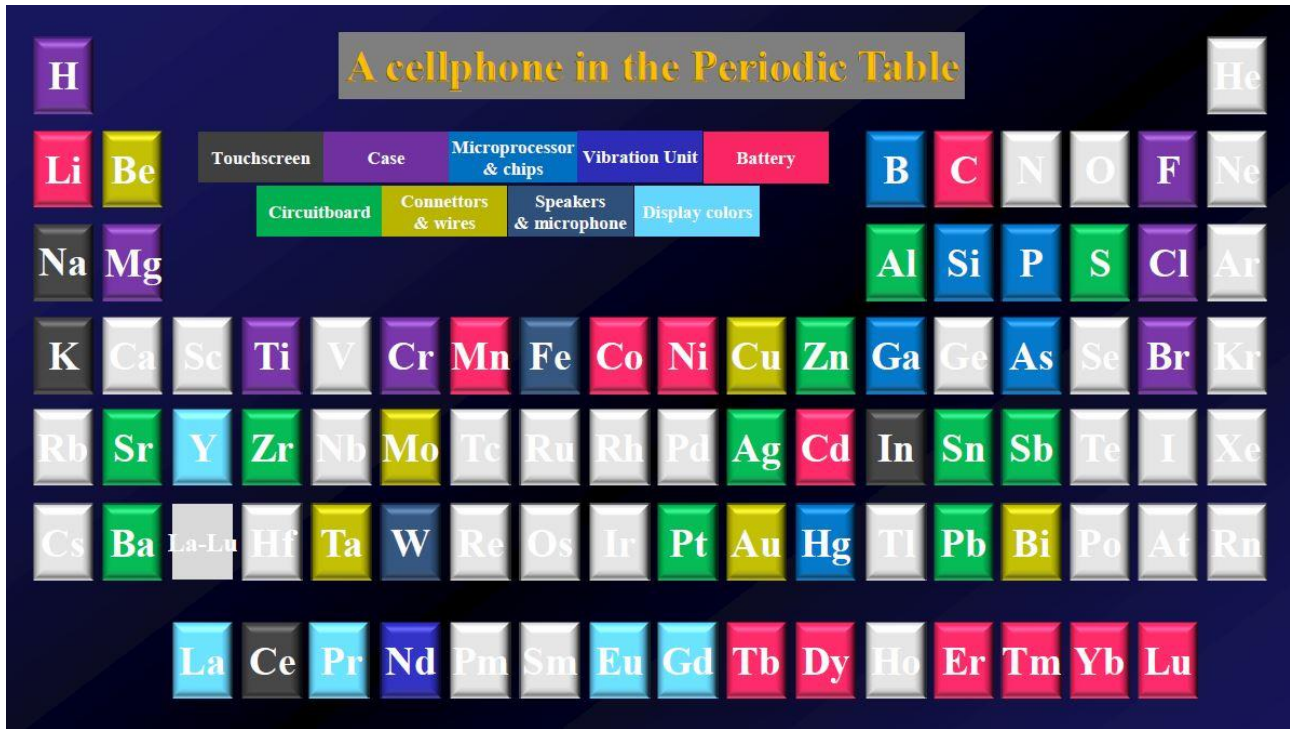 A cellphone in the Periodic Table
H He
Touchscreen Case Microprocessor & chips Vibration Unit Battery
Circuitboard Connettors & wires Speakers & microphone Display colors
Li Be B C N O F Ne
Na Mg Al Si P S Cl Ar
K Ca Sc Ti V Cr Mn Fe Co Ni Cu Zn Ga Ge As Se Br Kr
Rb Sr Y Zr Nb Mo Tc Ru Rh Pd Ag Cd In Sn Sb Te I Xe
Cs Ba La-Lu Hf Ta W Re Os Ir Pt Au Hg Tl Pb Bi Po At Rn
La Ce Pr Nd Pm Sm Eu Gd Tb Dy Ho Er Tm Yb Lu